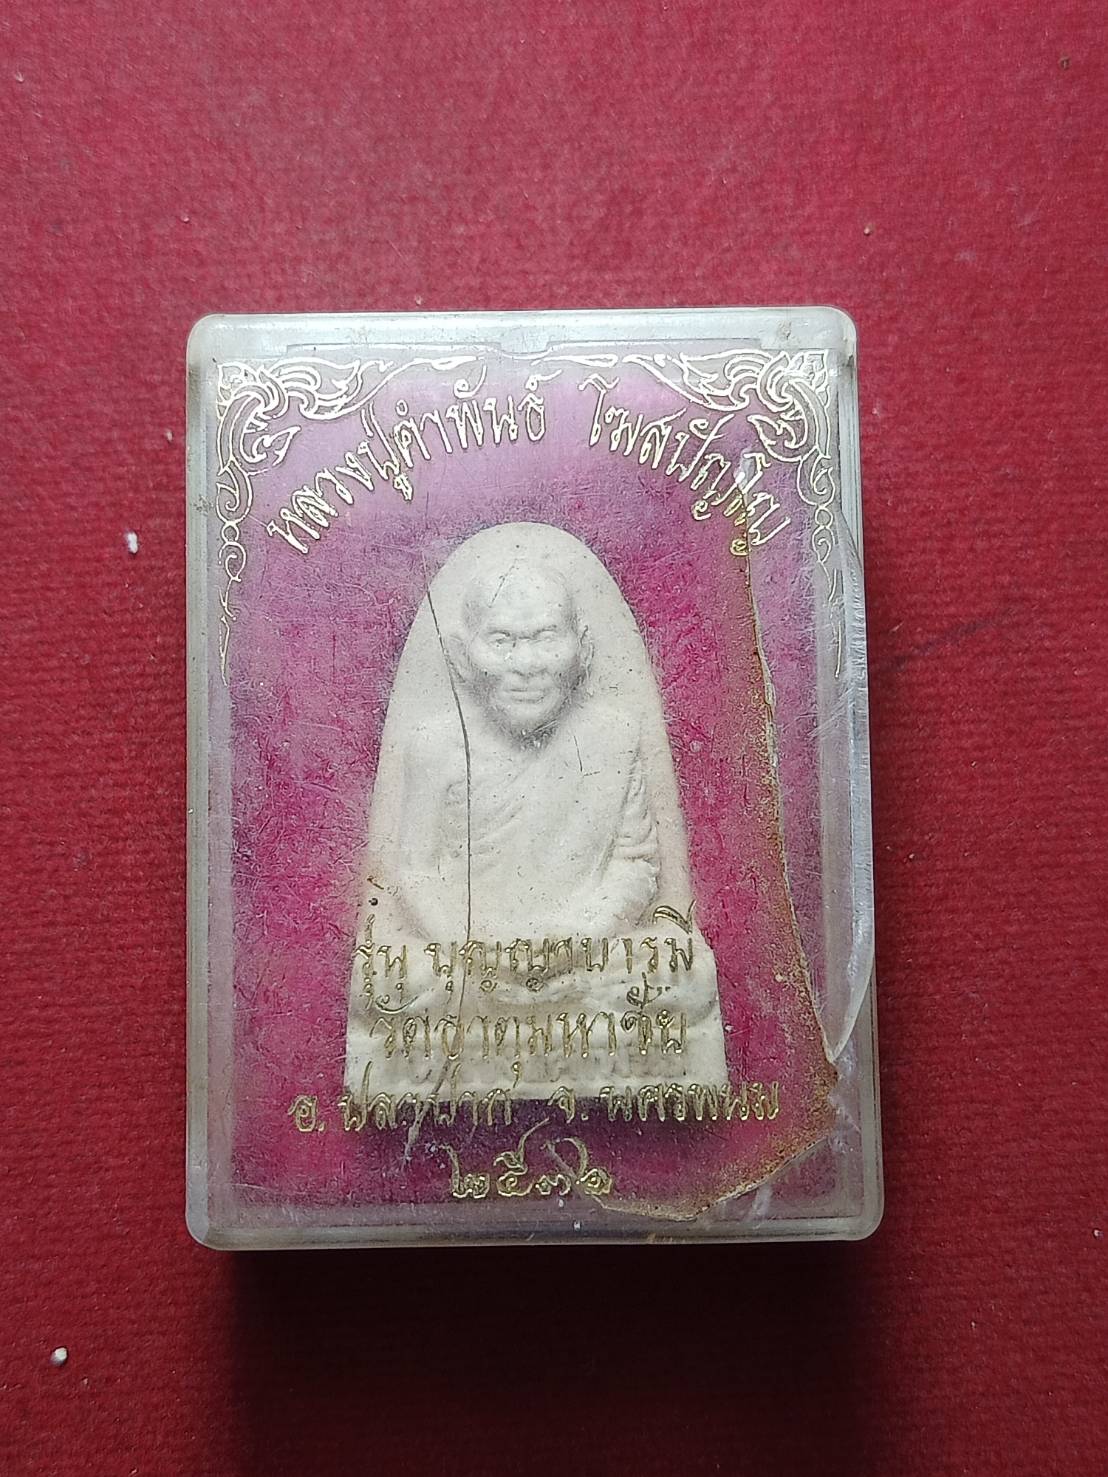 หลวงปู่คำพันธ์ โฆสปัญโญ
รุ่น บุญญาบารมี
วัดธาตุมหาชัย
อ. ปลาปาก จ. นครพนม
๒๕๓๖